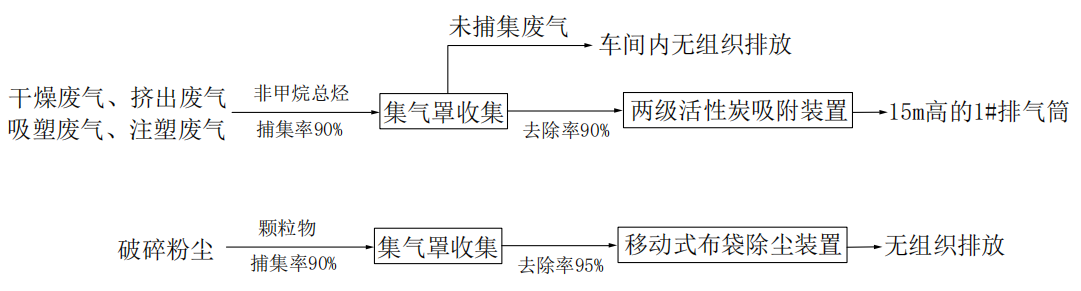 未捕集废气
车间内无组织排放
干燥废气、挤出废气
吸塑废气、注塑废气
非甲烷总烃
捕集率90%
集气罩收集
去除率90%
两级活性炭吸附装置
15m高的1#排气筒
破碎粉尘
颗粒物
捕集率90%
集气罩收集
去除率95%
移动式布袋除尘装置
无组织排放